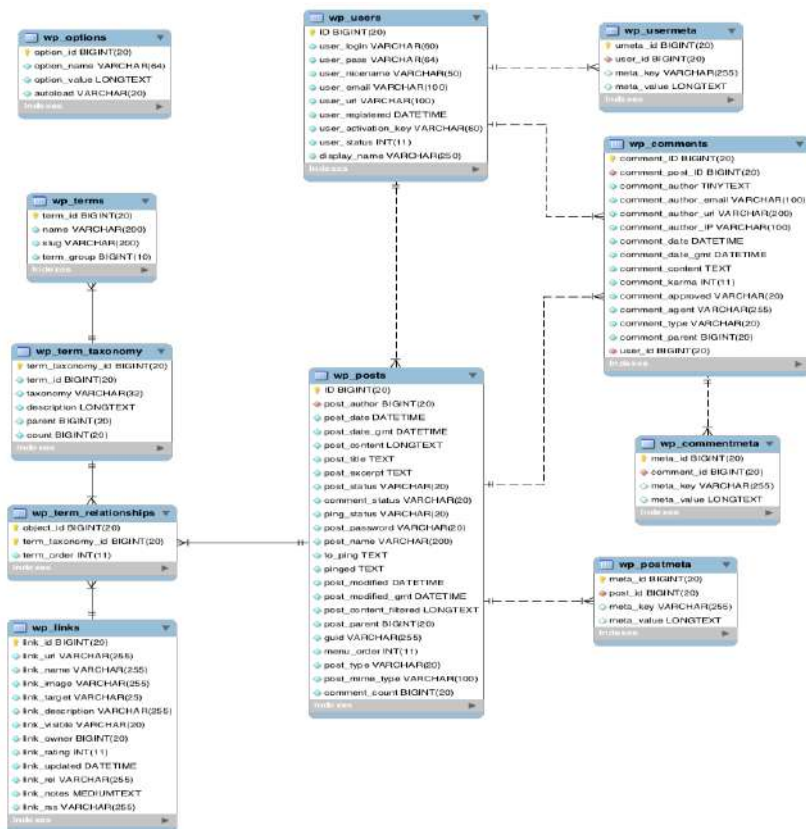 wp_options
option_id BIGINT(20)
option_name VARCHAR(64)
option_value LONGTEXT
autoload VARCHAR(20)
Indexes
wp_users
ID BIGINT(20)
user_login VARCHAR(60)
user_pass VARCHAR(64)
user_nicename VARCHAR(50)
user_email VARCHAR(100)
user_url VARCHAR(100)
user_registered DATETIME
user_activation_key VARCHAR(60)
user_status INT(11)
display_name VARCHAR(250)
Indexes
wp_usermeta
umeta_id BIGINT(20)
user_id BIGINT(20)
meta_key VARCHAR(255)
meta_value LONGTEXT
Indexes
wp_comments
comment_ID BIGINT(20)
comment_post_ID BIGINT(20)
comment_author TINYTEXT
comment_author_email VARCHAR(100)
comment_author_url VARCHAR(200)
comment_author_IP VARCHAR(100)
comment_date DATETIME
comment_date_gmt DATETIME
comment_content TEXT
comment_karma INT(11)
comment_approved VARCHAR(20)
comment_agent VARCHAR(255)
comment_type VARCHAR(20)
comment_parent BIGINT(20)
user_id BIGINT(20)
Indexes
wp_terms
term_id BIGINT(20)
name VARCHAR(200)
slug VARCHAR(200)
term_group BIGINT(10)
Indexes
wp_term_taxonomy
term_taxonomy_id BIGINT(20)
term_id BIGINT(20)
taxonomy VARCHAR(32)
description LONGTEXT
parent BIGINT(20)
count BIGINT(20)
Indexes
wp_posts
ID BIGINT(20)
post_author BIGINT(20)
post_date DATETIME
post_date_gmt DATETIME
post_content LONGTEXT
post_title TEXT
post_excerpt TEXT
post_status VARCHAR(20)
comment_status VARCHAR(20)
ping_status VARCHAR(20)
post_password VARCHAR(20)
post_name VARCHAR(200)
to_ping TEXT
pinged TEXT
post_modified DATETIME
post_modified_gmt DATETIME
post_content_filtered LONGTEXT
post_parent BIGINT(20)
guid VARCHAR(255)
menu_order INT(11)
post_type VARCHAR(20)
post_mime_type VARCHAR(100)
comment_count BIGINT(20)
Indexes
wp_commentmeta
meta_id BIGINT(20)
comment_id BIGINT(20)
meta_key VARCHAR(255)
meta_value LONGTEXT
Indexes
wp_term_relationships
object_id BIGINT(20)
term_taxonomy_id BIGINT(20)
term_order INT(11)
Indexes
wp_postmeta
meta_id BIGINT(20)
post_id BIGINT(20)
meta_key VARCHAR(255)
meta_value LONGTEXT
Indexes
wp_links
link_id BIGINT(20)
link_url VARCHAR(255)
link_name VARCHAR(255)
link_image VARCHAR(255)
link_target VARCHAR(25)
link_description VARCHAR(255)
link_visible VARCHAR(20)
link_owner BIGINT(20)
link_rating INT(11)
link_updated DATETIME
link_rel VARCHAR(255)
link_notes MEDIUMTEXT
link_rss VARCHAR(255)
Indexes